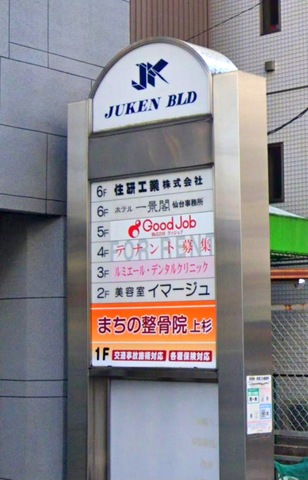 JK
JUKEN BLD
6F 住研工業株式会社
6F ホテル一景閣 仙台事務所
5F GoodJob
4F テナント募集
FOR RENT
3F ルミエール・デンタルクリニック
2F 美容室 イマージュ
まちの整骨院 上杉
1F 交通事故施術対応 各種保険対応